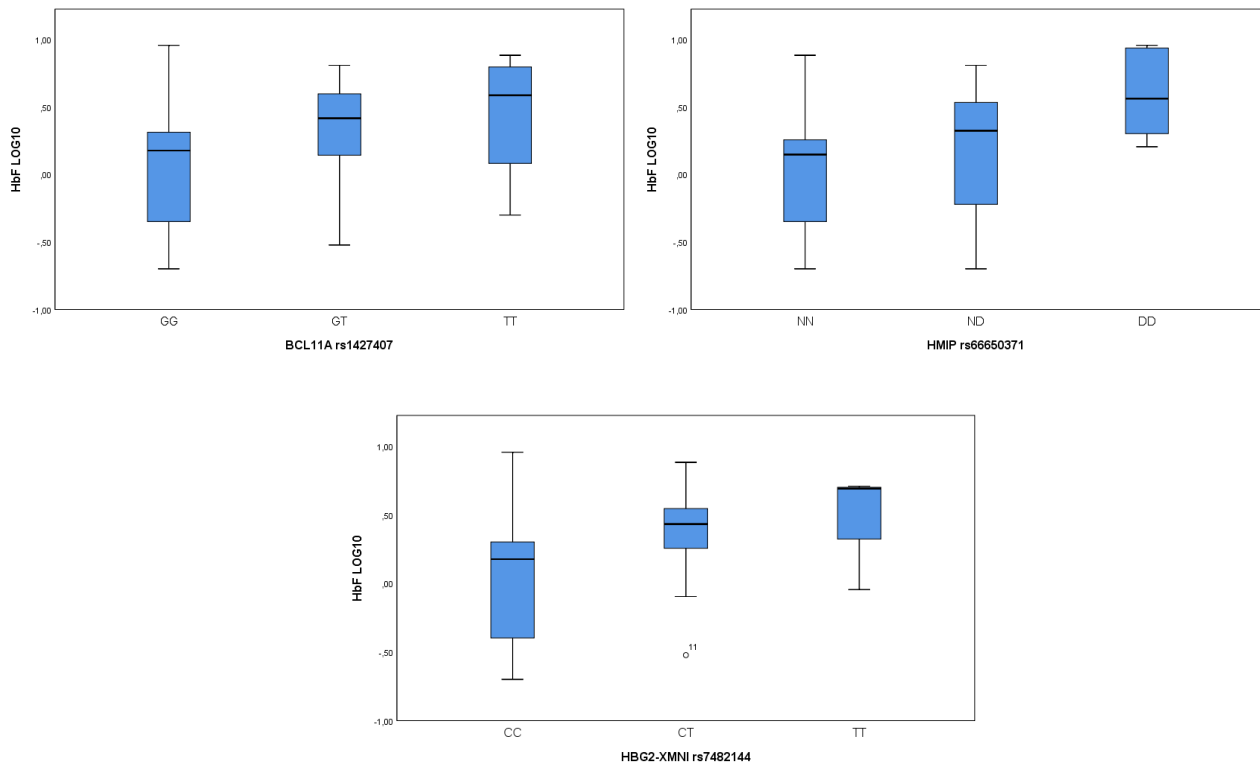 HbF LOG10
1,00
,50
,00
-,50
-1,00
GG GT TT
BCL11A rs1427407
HbF LOG10
1,00
,50
,00
-,50
-1,00
NN ND DD
HMIP rs66650371
HbF LOG10
1,00
,50
,00
-,50
-1,00
11
CC CT TT
HBG2-XMNI rs7482144